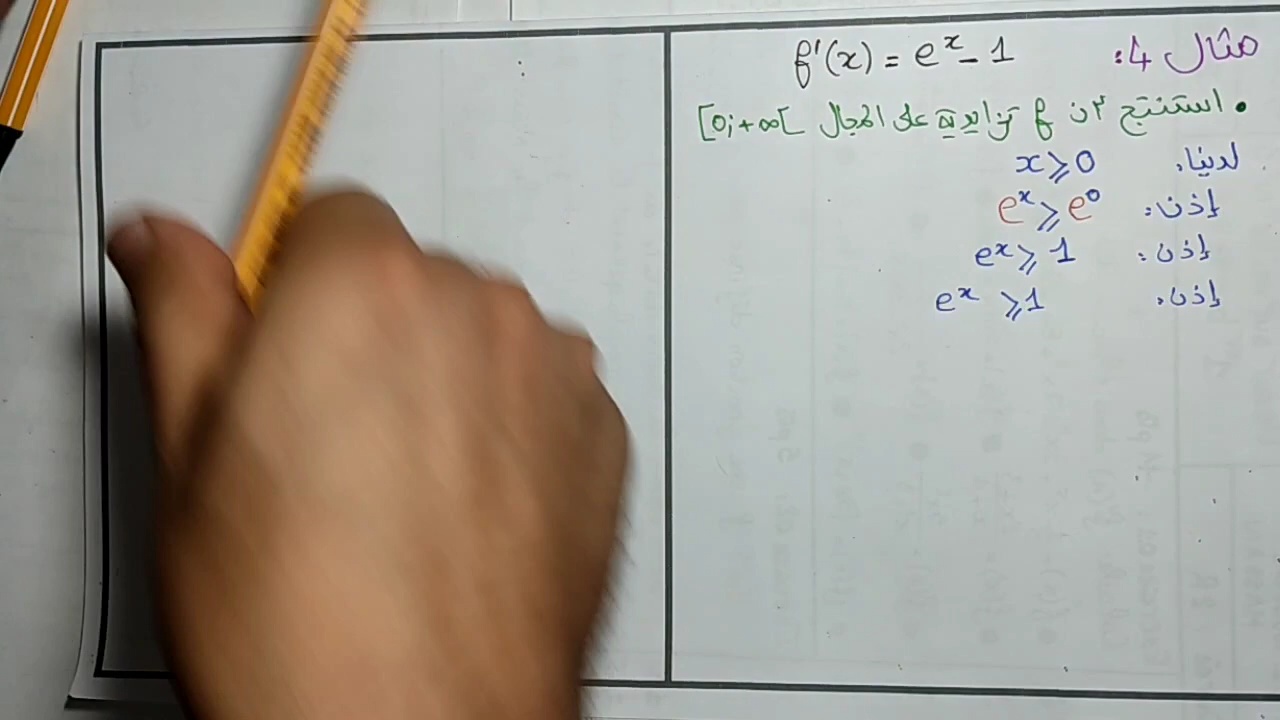 مثال 4: f'(x) = e^x - 1
• استنتج أن f تزايدية على المجال [0;+∞[
لدينا: x ⩾ 0
إذن: e^x ⩾ e^0
إذن: e^x ⩾ 1
إذن: e^x ⩾ 1